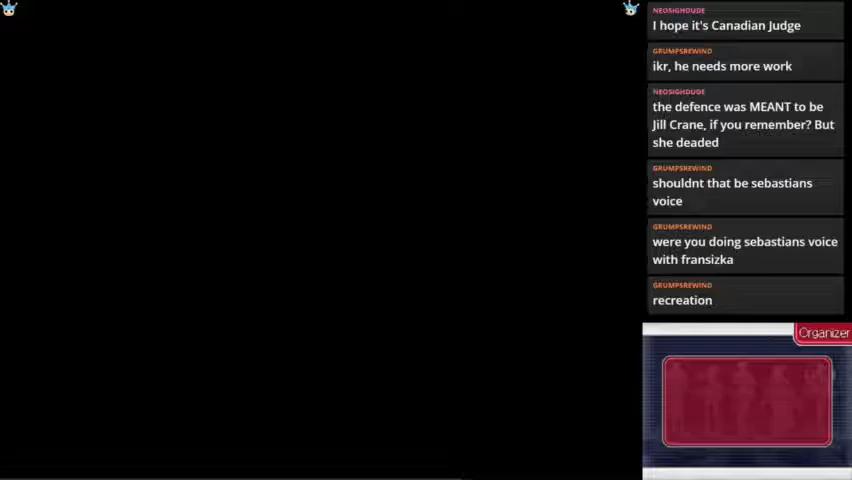 NEOSIGHDUDE
I hope it's Canadian Judge
GRUMPSREWIND
ikr, he needs more work
NEOSIGHDUDE
the defence was MEANT to be
Jill Crane, if you remember? But
she deaded
GRUMPSREWIND
shouldnt that be sebastians
voice
GRUMPSREWIND
were you doing sebastians voice
with fransizka
GRUMPSREWIND
recreation
Organizer